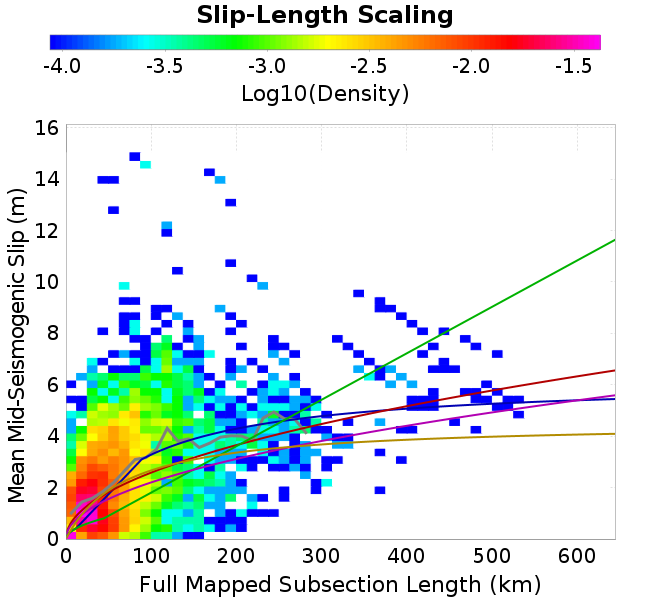 Slip-Length Scaling
-4.0 -3.5 -3.0 -2.5 -2.0 -1.5
Log10(Density)
16
14
12
10
8
6
4
2
0
Mean Mid-Seismogenic Slip (m)
0 100 200 300 400 500 600
Full Mapped Subsection Length (km)